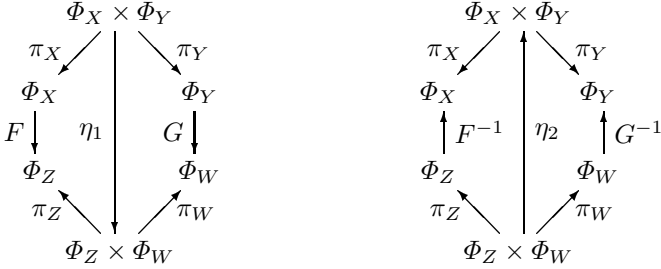 Φ_X × Φ_Y Φ_X × Φ_Y
π_X π_Y π_X π_Y
Φ_X Φ_Y Φ_X Φ_Y
F η_1 G F^{-1} η_2 G^{-1}
Φ_Z Φ_W Φ_Z Φ_W
π_Z π_W π_Z π_W
Φ_Z × Φ_W Φ_Z × Φ_W